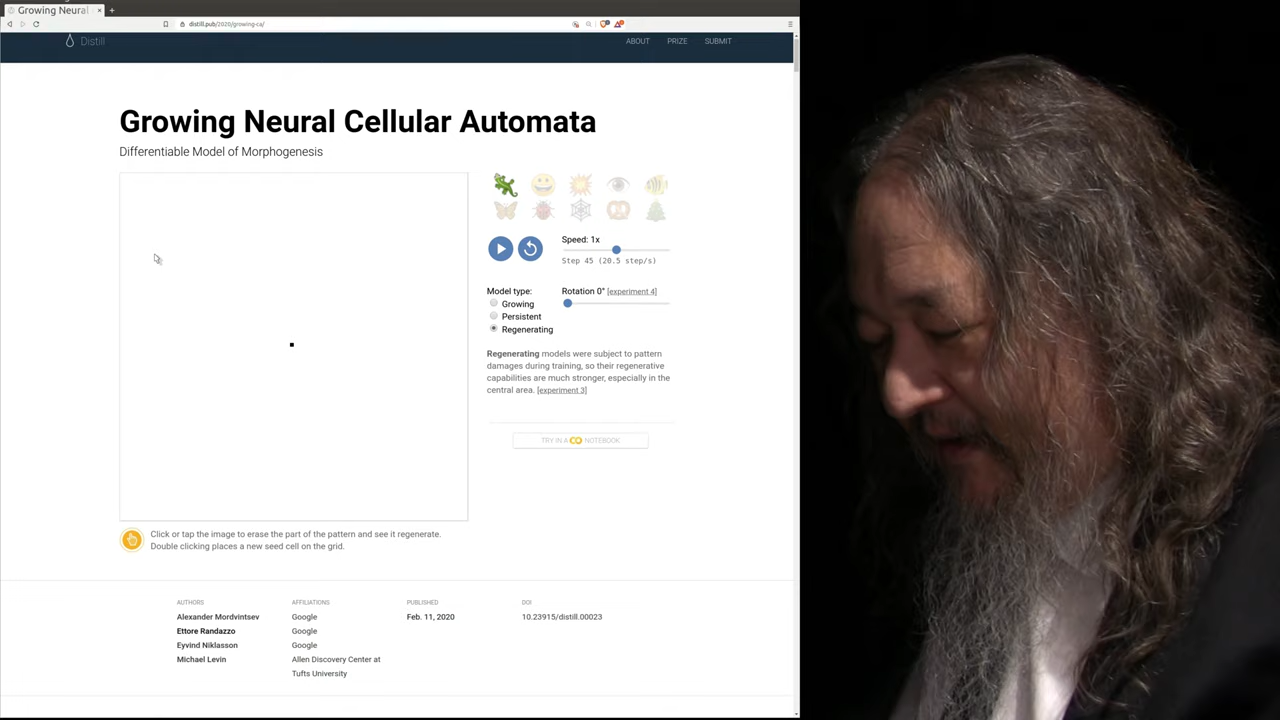 Growing Neural
distill.pub/2020/growing-ca/
Distill
ABOUT
PRIZE
SUBMIT
Growing Neural Cellular Automata
Differentiable Model of Morphogenesis
Speed: 1x
Step 45 (20.5 step/s)
Model type:
Growing
Persistent
Regenerating
Rotation 0° [experiment 4]
Regenerating models were subject to pattern
damages during training, so their regenerative
capabilities are much stronger, especially in the
central area. [experiment 3]
TRY IN A CO NOTEBOOK
Click or tap the image to erase the part of the pattern and see it regenerate.
Double clicking places a new seed cell on the grid.
AUTHORS
Alexander Mordvintsev
Ettore Randazzo
Eyvind Niklasson
Michael Levin
AFFILIATIONS
Google
Google
Google
Allen Discovery Center at
Tufts University
PUBLISHED
Feb. 11, 2020
DOI
10.23915/distill.00023